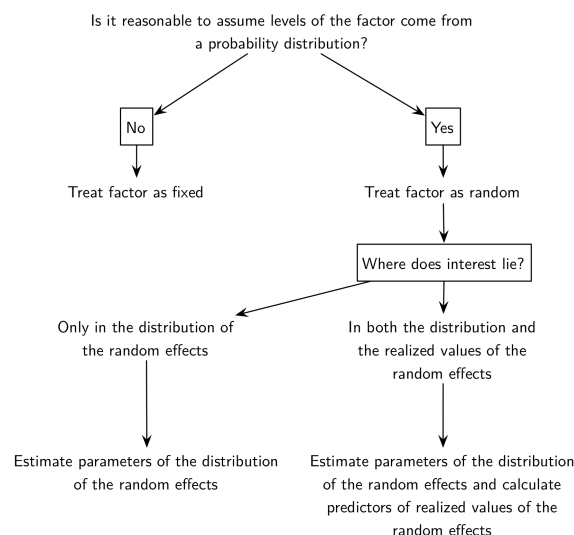 Is it reasonable to assume levels of the factor come from
a probability distribution?
No
Yes
Treat factor as fixed
Treat factor as random
Where does interest lie?
Only in the distribution of
the random effects
In both the distribution and
the realized values of the
random effects
Estimate parameters of the distribution
of the random effects
Estimate parameters of the distribution
of the random effects and calculate
predictors of realized values of the
random effects